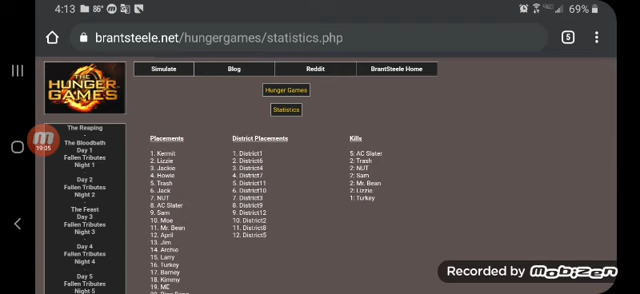 4:13
86°
69%
brantsteele.net/hungergames/statistics.php
5
THE HUNGER GAMES
Simulate
Blog
Reddit
BrantSteele Home
Hunger Games
Statistics
The Reaping
-
The Bloodbath
Day 1
Fallen Tributes
Night 1
Day 2
Fallen Tributes
Night 2
The Feast
Day 3
Fallen Tributes
Night 3
Day 4
Fallen Tributes
Night 4
Day 5
Fallen Tributes
Night 5
19:05
Placements
1. Kermit
2. Lizzie
3. Jackie
4. Howie
5. Trash
6. Jack
7. NUT
8. AC Slater
9. Sam
10. Moe
11. Mr. Bean
12. April
13. Jim
14. Archie
15. Larry
16. Turkey
17. Barney
18. Kimmy
19. ME
District Placements
1. District1
2. District6
3. District4
4. District7
5. District11
6. District10
7. District3
8. District9
9. District12
10. District2
11. District8
12. District5
Kills
5: AC Slater
2: Trash
2: NUT
2: Sam
2: Mr. Bean
2: Lizzie
1: Turkey
Recorded by Mobizen